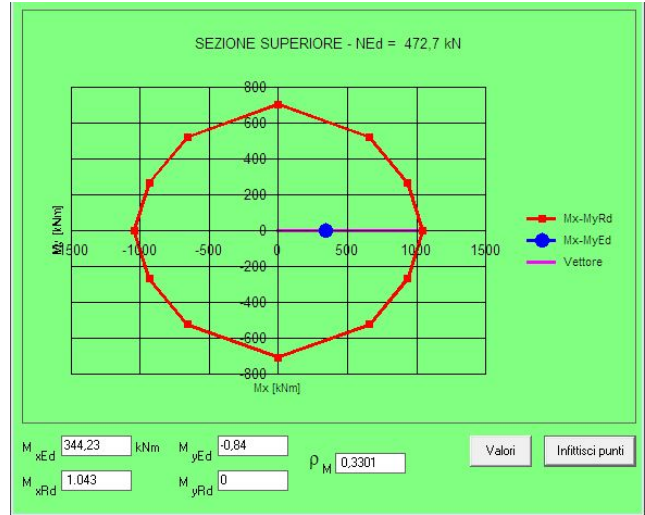 SEZIONE SUPERIORE - NEd = 472,7 kN
800
600
400
200
0
-200
-400
-600
-800
-1500 -1000 -500 0 500 1000 1500
[kNm]
Mx [kNm]
Mx-MyRd
Mx-MyEd
Vettore
M xEd 344,23 kNm M yEd -0,84
ρ M 0,3301
M xRd 1.043 M yRd 0
Valori Infittisci punti